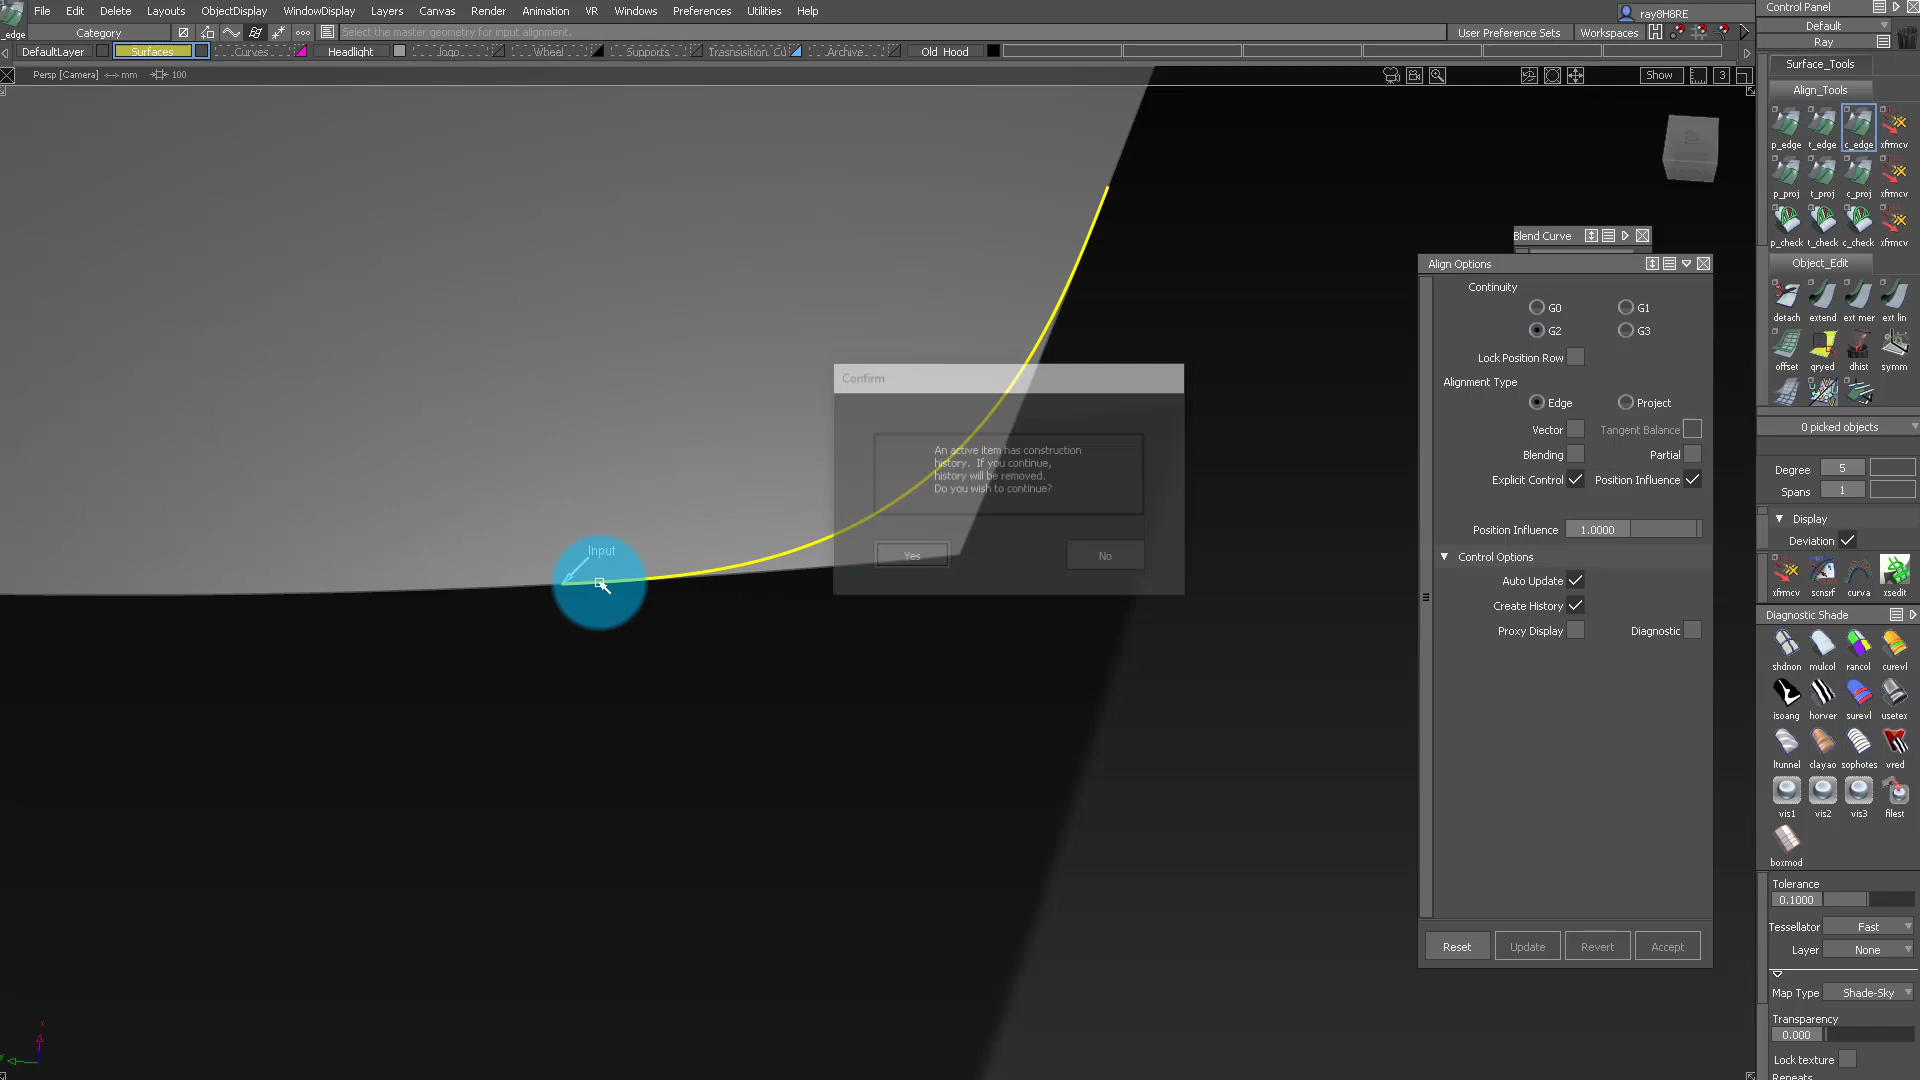 File Edit Delete Layouts ObjectDisplay WindowDisplay Layers Canvas Render Animation VR Windows Preferences Utilities Help
ray8H8RE
_edge Category Select the master geometry for input alignment. User Preference Sets Workspaces
DefaultLayer Surfaces Curves Headlight logo Wheel Supports Archive Old_Hood
Persp [Camera] mm 100 Show 3
Input
Confirm
An active item has construction
history. If you continue,
history will be removed.
Do you wish to continue?
Yes No
Blend Curve
Align Options
Continuity
G0 G1
G2 G3
Lock Position Row
Alignment Type
Edge Project
Vector Tangent Balance
Blending Partial
Explicit Control Position Influence
Position Influence 1.0000
Control Options
Auto Update
Create History
Proxy Display Diagnostic
Reset Update Revert Accept
Control Panel
Default
Ray
Surface_Tools
Align_Tools
p_edge t_edge c_edge xfrmcv
p_proj t_proj c_proj xfrmcv
p_check t_check c_check xfrmcv
Object_Edit
detach extend ext mer ext lin
offset qryed dhist symm
0 picked objects
Degree 5
Spans 1
Display
Deviation
xfrmcv scnsrf curva xsedit
Diagnostic Shade
shdnon mulcol rancol curevl
isoang horver surevl usetex
ltunnel clayao sophotes vred
vis1 vis2 vis3 filest
boxmod
Tolerance
0.1000
Tessellator Fast
Layer None
Map Type Shade-Sky
Transparency
0.000
Lock texture
Repeats
x
y